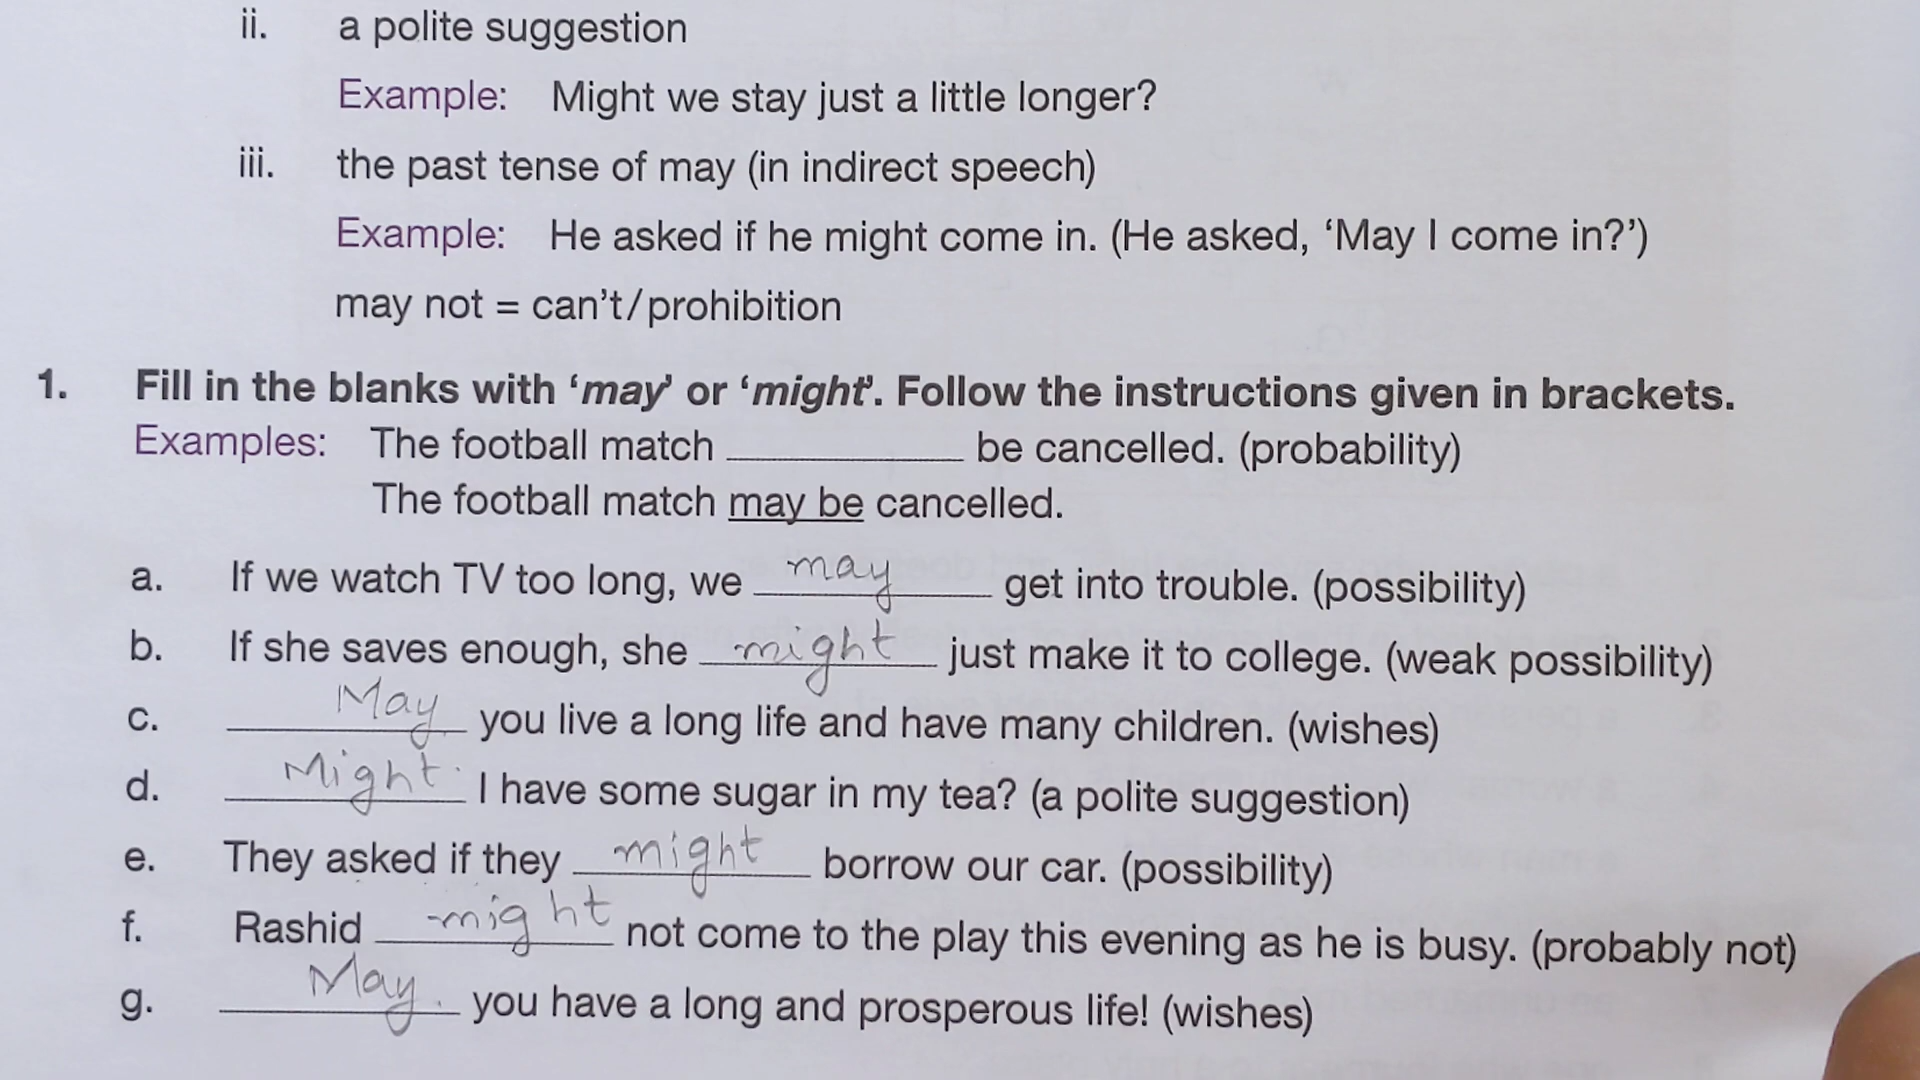 ii. a polite suggestion
Example: Might we stay just a little longer?
iii. the past tense of may (in indirect speech)
Example: He asked if he might come in. (He asked, ‘May I come in?’)
may not = can’t/prohibition
1. Fill in the blanks with ‘may’ or ‘might’. Follow the instructions given in brackets.
Examples: The football match __________ be cancelled. (probability)
The football match may be cancelled.
a. If we watch TV too long, we may get into trouble. (possibility)
b. If she saves enough, she might just make it to college. (weak possibility)
c. May you live a long life and have many children. (wishes)
d. Might I have some sugar in my tea? (a polite suggestion)
e. They asked if they might borrow our car. (possibility)
f. Rashid might not come to the play this evening as he is busy. (probably not)
g. May you have a long and prosperous life! (wishes)